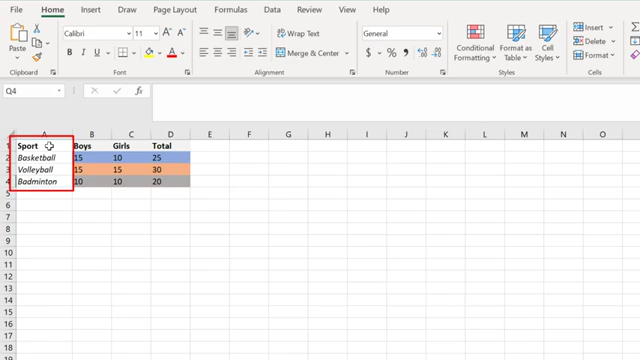 File Home Insert Draw Page Layout Formulas Data Review View Help
Paste
Calibri 11
Wrap Text
General
Insert
B I U
A
Merge & Center
$ % 9
Conditional Formatting
Format as Table
Cell Styles
Delete
Format
Clipboard Font Alignment Number Styles Cells
Q4
fx
A B C D E F G H I J K L M N O
1 Sport Boys Girls Total
2 Basketball 15 10 25
3 Volleyball 15 15 30
4 Badminton 10 10 20
5
6
7
8
9
10
11
12
13
14
15
16
17
18
19